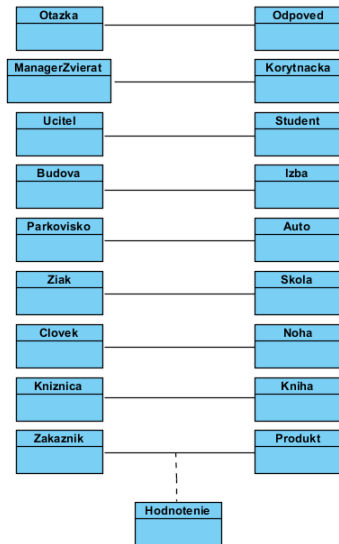 Otazka Odpoved
ManagerZvierat Korytnacka
Ucitel Student
Budova Izba
Parkovisko Auto
Ziak Skola
Clovek Noha
Kniznica Kniha
Zakaznik Produkt
Hodnotenie